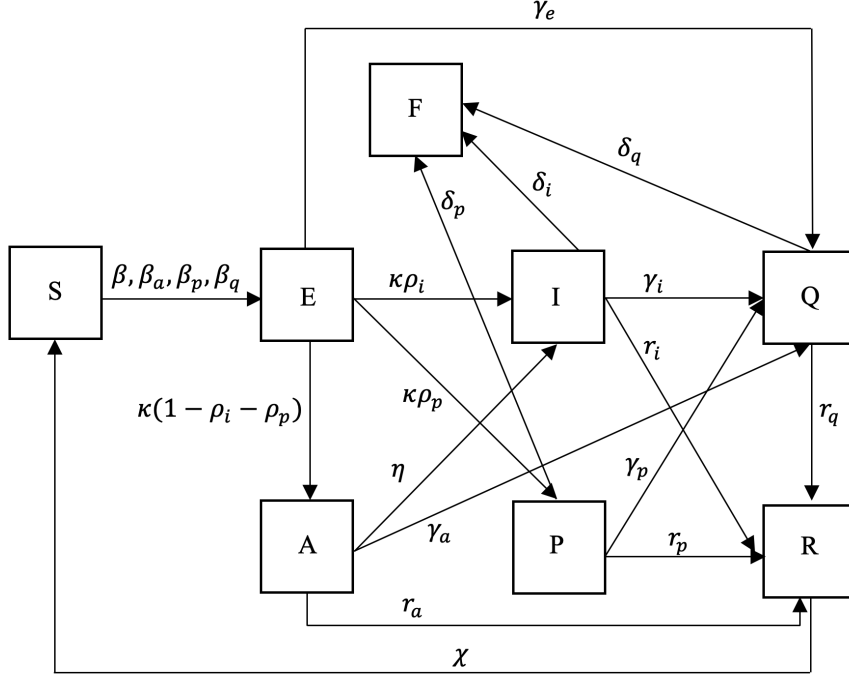 γ_e
F
δ_q
δ_i
δ_p
S
β, β_a, β_p, β_q
E
κρ_i
I
γ_i
Q
r_i
κρ_p
κ(1 − ρ_i − ρ_p)
r_q
η
γ_p
γ_a
A
P
r_p
R
r_a
χ